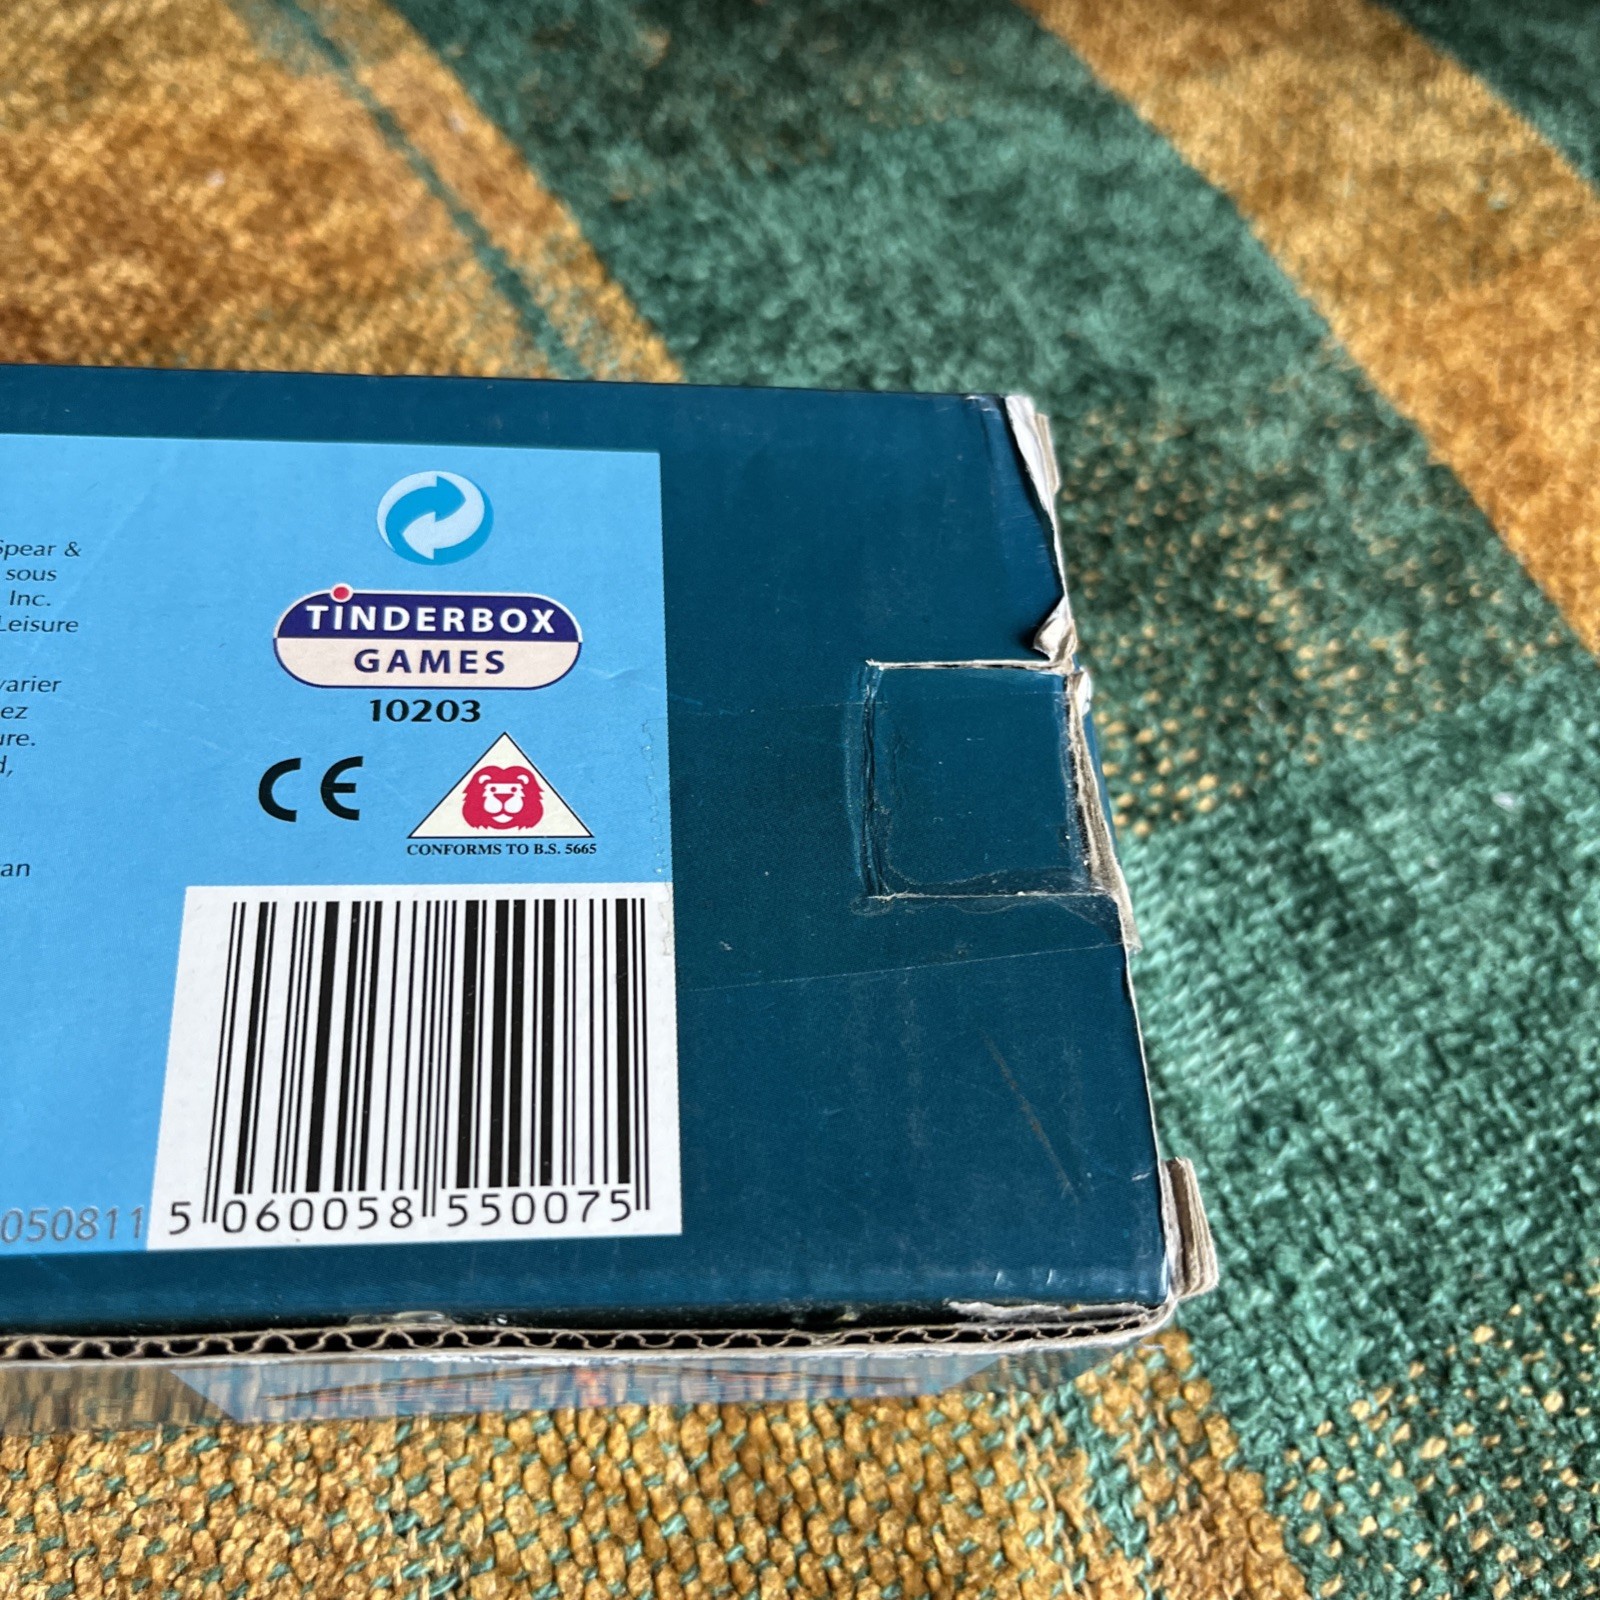 Spear &
sous
Inc.
Leisure
varier
ez
ure.
d,
an
TINDERBOX
GAMES
10203
CE
CONFORMS TO B.S. 5665
050811
5 060058 550075